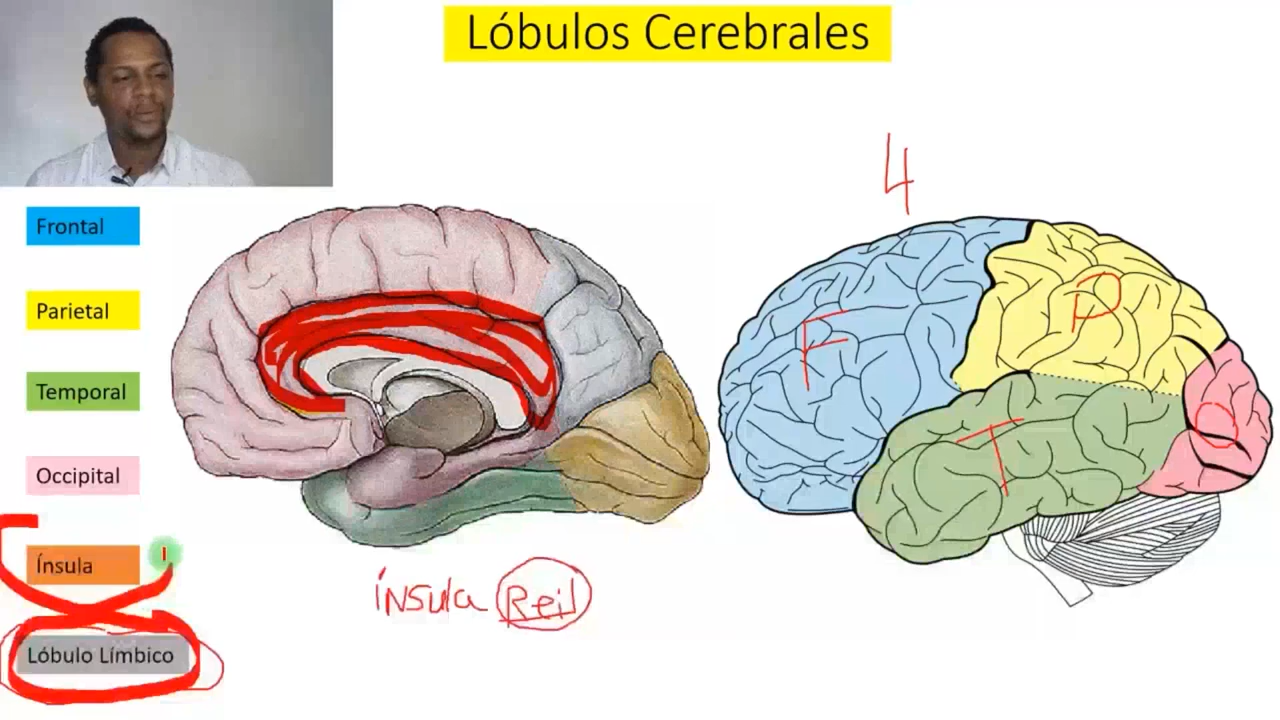 Lóbulos Cerebrales
4
Frontal
Parietal
Temporal
Occipital
Ínsula
Lóbulo Límbico
F
P
T
O
ÍNSULA Reil